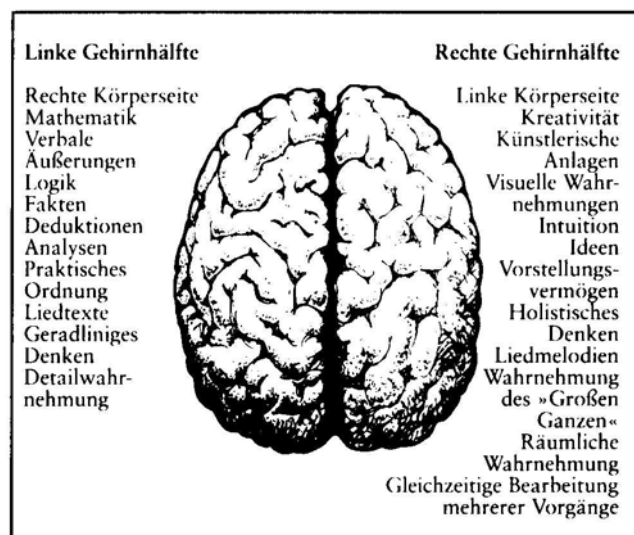 Linke Gehirnhälfte
Rechte Körperseite
Mathematik
Verbale
Äußerungen
Logik
Fakten
Deduktionen
Analysen
Praktisches
Ordnung
Liedtexte
Geradliniges
Denken
Detailwahr-
nehmung
Rechte Gehirnhälfte
Linke Körperseite
Kreativität
Künstlerische
Anlagen
Visuelle Wahr-
nehmungen
Intuition
Ideen
Vorstellungs-
vermögen
Holistisches
Denken
Liedmelodien
Wahrnehmung
des »Großen
Ganzen«
Räumliche
Wahrnehmung
Gleichzeitige Bearbeitung
mehrerer Vorgänge